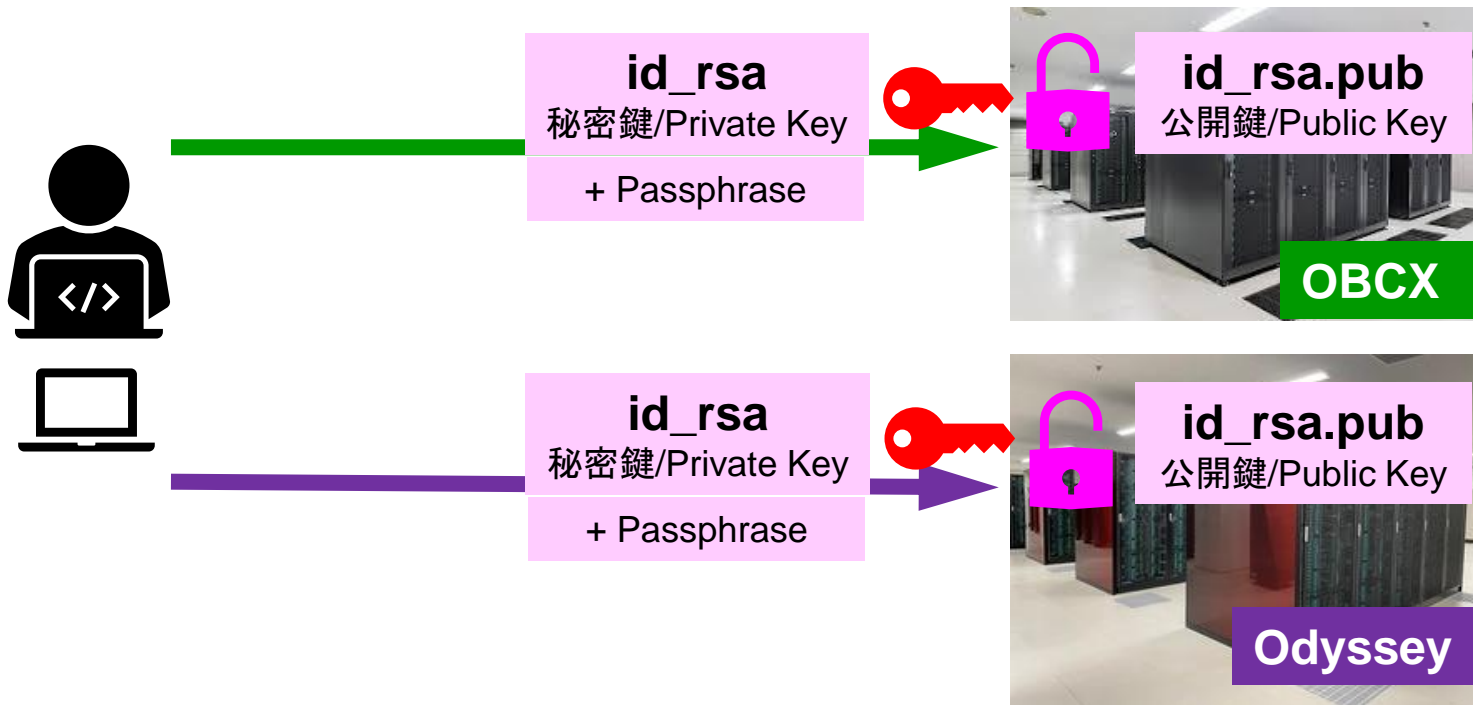 id_rsa
秘密鍵/Private Key
+ Passphrase
id_rsa.pub
公開鍵/Public Key
OBCX
</>
id_rsa
秘密鍵/Private Key
+ Passphrase
id_rsa.pub
公開鍵/Public Key
Odyssey